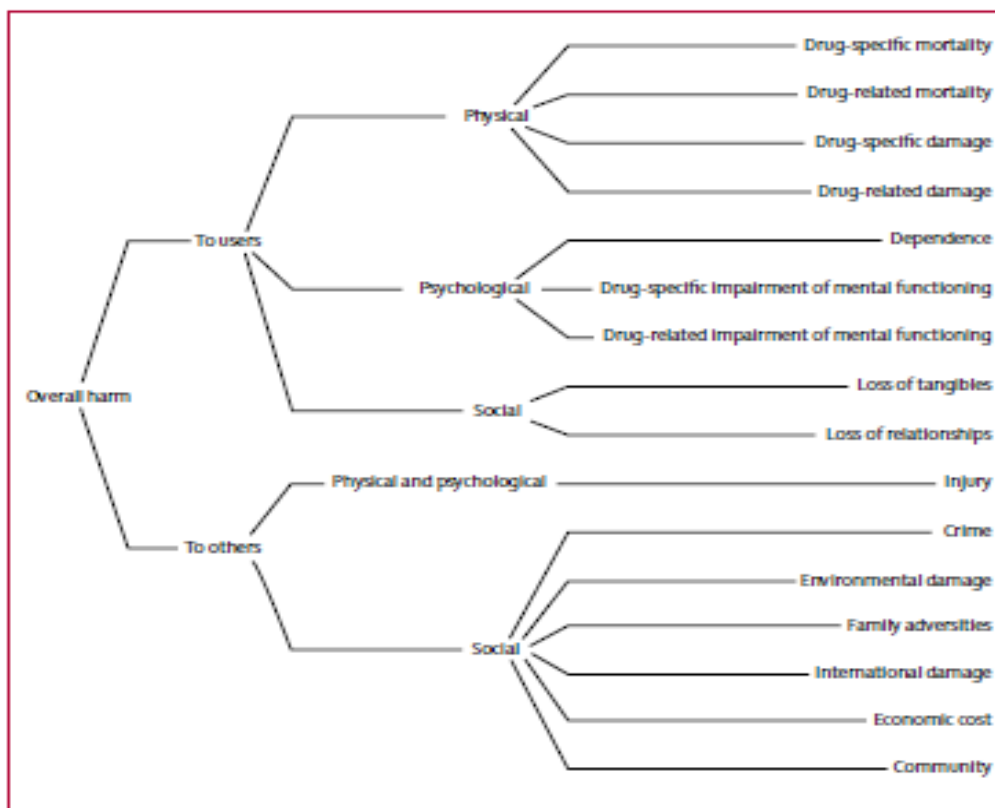 Drug-specific mortality
Drug-related mortality
Physical
Drug-specific damage
Drug-related damage
To users
Dependence
Psychological
Drug-specific impairment of mental functioning
Drug-related impairment of mental functioning
Overall harm
Loss of tangibles
Social
Loss of relationships
Physical and psychological
Injury
Crime
To others
Environmental damage
Family adversities
Social
International damage
Economic cost
Community